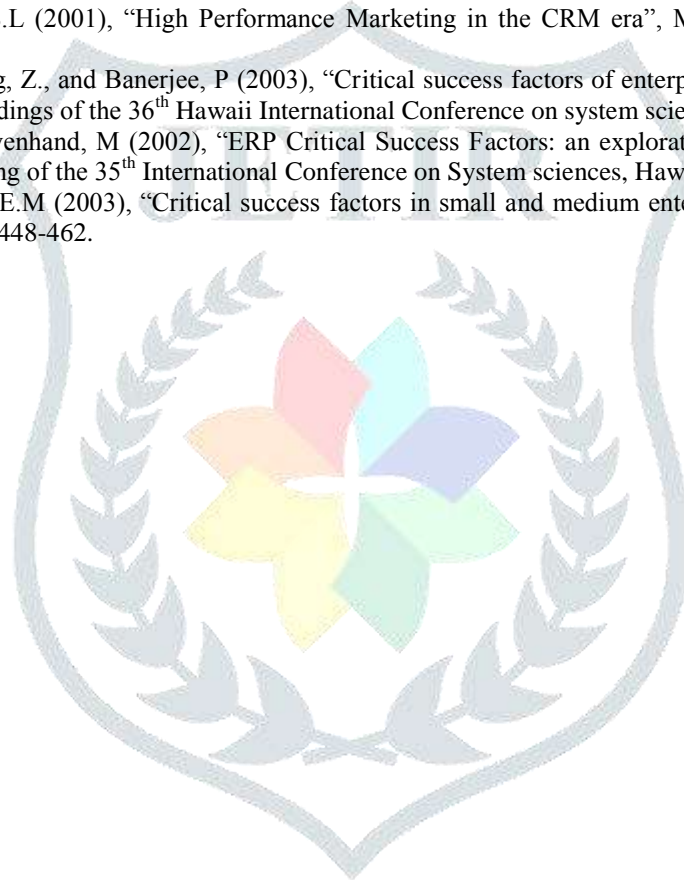 .L (2001), “High Performance Marketing in the CRM era”, M
g, Z., and Banerjee, P (2003), “Critical success factors of enterp
dings of the 36th Hawaii International Conference on system scie
venhand, M (2002), “ERP Critical Success Factors: an explorat
ng of the 35th International Conference on System sciences, Haw
E.M (2003), “Critical success factors in small and medium ente
448-462.
JETIR